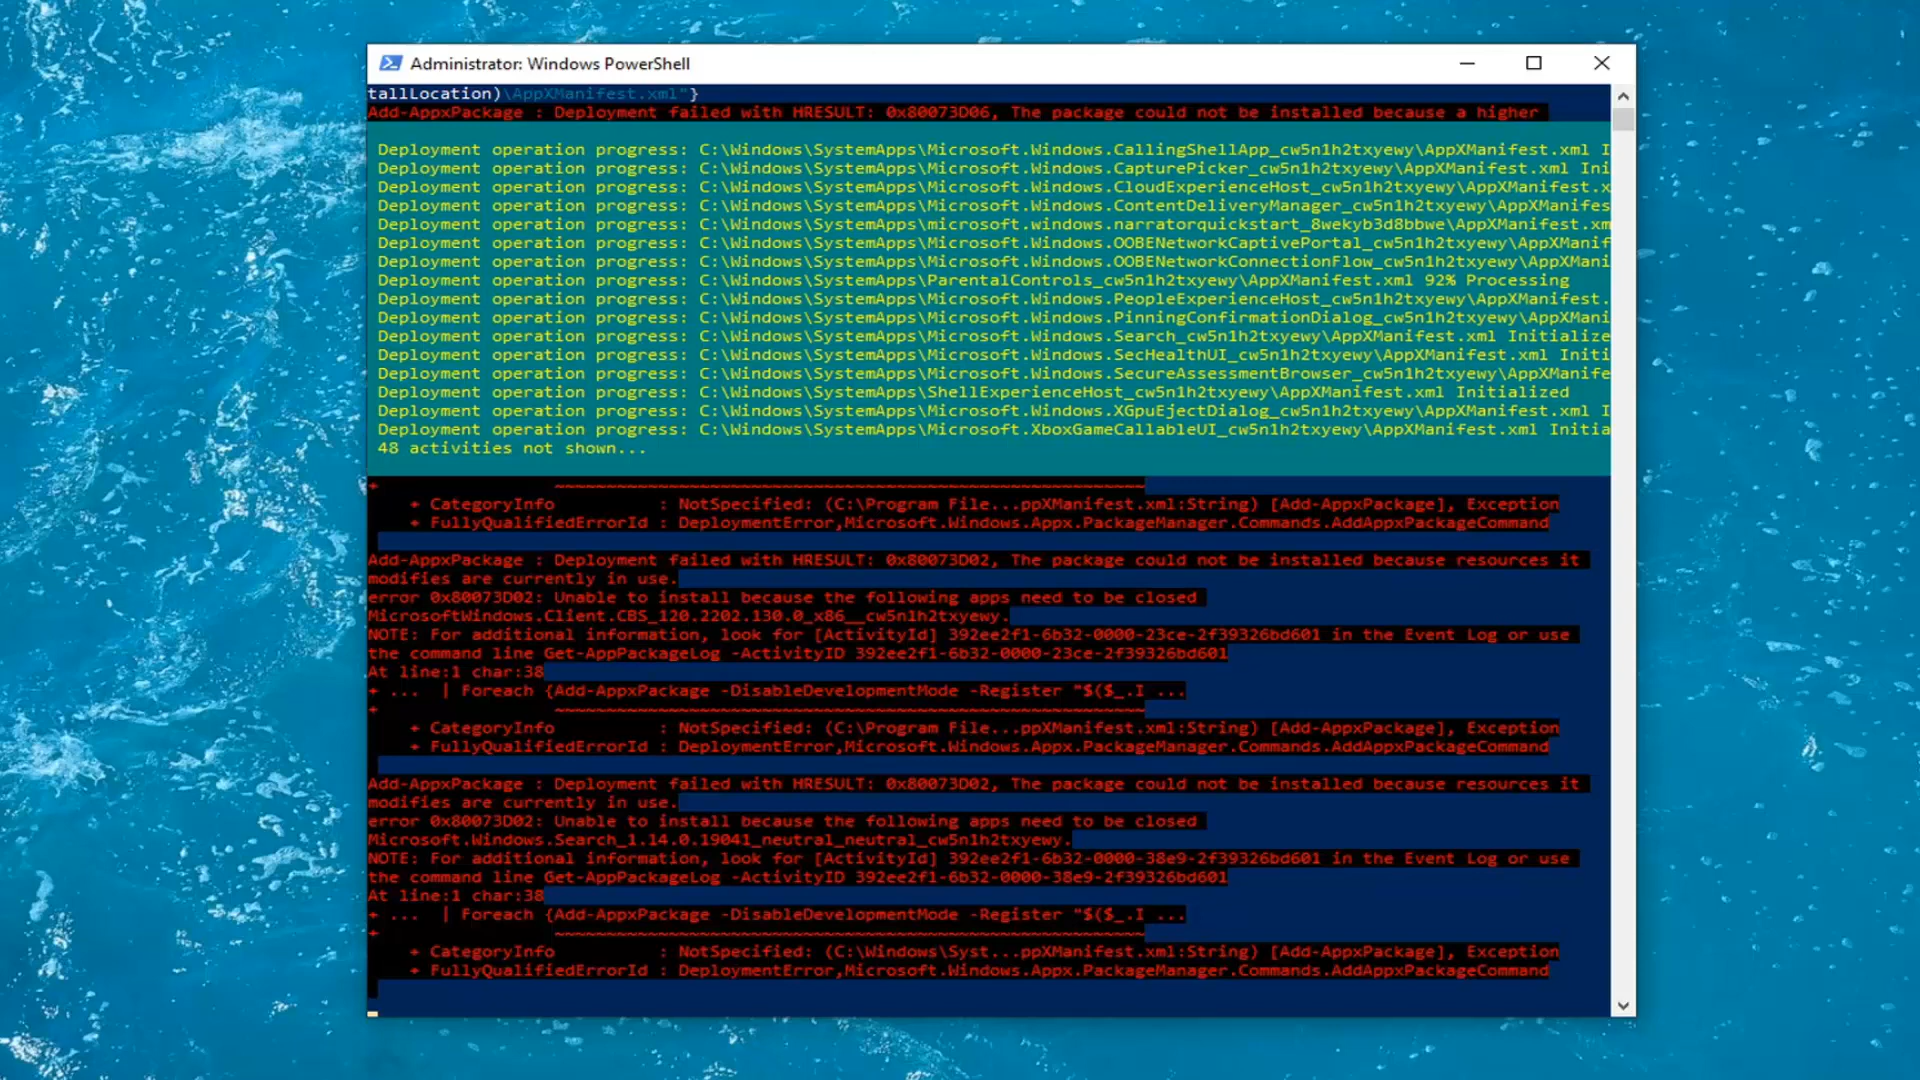 Administrator: Windows PowerShell
tallLocation)\AppXManifest.xml"}
Add-AppxPackage : Deployment failed with HRESULT: 0x80073D06, The package could not be installed because a higher
Deployment operation progress: C:\Windows\SystemApps\Microsoft.Windows.CallingShellApp_cw5n1h2txyewy\AppXManifest.xml I
Deployment operation progress: C:\Windows\SystemApps\Microsoft.Windows.CapturePicker_cw5n1h2txyewy\AppXManifest.xml Ini
Deployment operation progress: C:\Windows\SystemApps\Microsoft.Windows.CloudExperienceHost_cw5n1h2txyewy\AppXManifest.x
Deployment operation progress: C:\Windows\SystemApps\Microsoft.Windows.ContentDeliveryManager_cw5n1h2txyewy\AppXManifes
Deployment operation progress: C:\Windows\SystemApps\microsoft.windows.narratorquickstart_8wekyb3d8bbwe\AppXManifest.xm
Deployment operation progress: C:\Windows\SystemApps\Microsoft.Windows.OOBENetworkCaptivePortal_cw5n1h2txyewy\AppXManif
Deployment operation progress: C:\Windows\SystemApps\Microsoft.Windows.OOBENetworkConnectionFlow_cw5n1h2txyewy\AppXMani
Deployment operation progress: C:\Windows\SystemApps\ParentalControls_cw5n1h2txyewy\AppXManifest.xml 92% Processing
Deployment operation progress: C:\Windows\SystemApps\Microsoft.Windows.PeopleExperienceHost_cw5n1h2txyewy\AppXManifest.
Deployment operation progress: C:\Windows\SystemApps\Microsoft.Windows.PinningConfirmationDialog_cw5n1h2txyewy\AppXMani
Deployment operation progress: C:\Windows\SystemApps\Microsoft.Windows.Search_cw5n1h2txyewy\AppXManifest.xml Initialize
Deployment operation progress: C:\Windows\SystemApps\Microsoft.Windows.SecHealthUI_cw5n1h2txyewy\AppXManifest.xml Initi
Deployment operation progress: C:\Windows\SystemApps\Microsoft.Windows.SecureAssessmentBrowser_cw5n1h2txyewy\AppXManife
Deployment operation progress: C:\Windows\SystemApps\ShellExperienceHost_cw5n1h2txyewy\AppXManifest.xml Initialized
Deployment operation progress: C:\Windows\SystemApps\Microsoft.Windows.XGpuEjectDialog_cw5n1h2txyewy\AppXManifest.xml I
Deployment operation progress: C:\Windows\SystemApps\Microsoft.XboxGameCallableUI_cw5n1h2txyewy\AppXManifest.xml Initia
48 activities not shown...
+ ~~~~~~~~~~~~~~~~~~~~~~~~~~~~~~~~~~~~~~~~~~~~~~~~~~~~~~~~~
+ CategoryInfo : NotSpecified: (C:\Program File...ppXManifest.xml:String) [Add-AppxPackage], Exception
+ FullyQualifiedErrorId : DeploymentError,Microsoft.Windows.Appx.PackageManager.Commands.AddAppxPackageCommand
Add-AppxPackage : Deployment failed with HRESULT: 0x80073D02, The package could not be installed because resources it
modifies are currently in use.
error 0x80073D02: Unable to install because the following apps need to be closed
MicrosoftWindows.Client.CBS_120.2202.130.0_x86__cw5n1h2txyewy.
NOTE: For additional information, look for [ActivityId] 392ee2f1-6b32-0000-23ce-2f39326bd601 in the Event Log or use
the command line Get-AppPackageLog -ActivityID 392ee2f1-6b32-0000-23ce-2f39326bd601
At line:1 char:38
+ ... | Foreach {Add-AppxPackage -DisableDevelopmentMode -Register "$($_.I ...
+ ~~~~~~~~~~~~~~~~~~~~~~~~~~~~~~~~~~~~~~~~~~~~~~~~~~~~~~~~~
+ CategoryInfo : NotSpecified: (C:\Program File...ppXManifest.xml:String) [Add-AppxPackage], Exception
+ FullyQualifiedErrorId : DeploymentError,Microsoft.Windows.Appx.PackageManager.Commands.AddAppxPackageCommand
Add-AppxPackage : Deployment failed with HRESULT: 0x80073D02, The package could not be installed because resources it
modifies are currently in use.
error 0x80073D02: Unable to install because the following apps need to be closed
Microsoft.Windows.Search_1.14.0.19041_neutral_neutral_cw5n1h2txyewy.
NOTE: For additional information, look for [ActivityId] 392ee2f1-6b32-0000-38e9-2f39326bd601 in the Event Log or use
the command line Get-AppPackageLog -ActivityID 392ee2f1-6b32-0000-38e9-2f39326bd601
At line:1 char:38
+ ... | Foreach {Add-AppxPackage -DisableDevelopmentMode -Register "$($_.I ...
+ ~~~~~~~~~~~~~~~~~~~~~~~~~~~~~~~~~~~~~~~~~~~~~~~~~~~~~~~~~
+ CategoryInfo : NotSpecified: (C:\Windows\Syst...ppXManifest.xml:String) [Add-AppxPackage], Exception
+ FullyQualifiedErrorId : DeploymentError,Microsoft.Windows.Appx.PackageManager.Commands.AddAppxPackageCommand